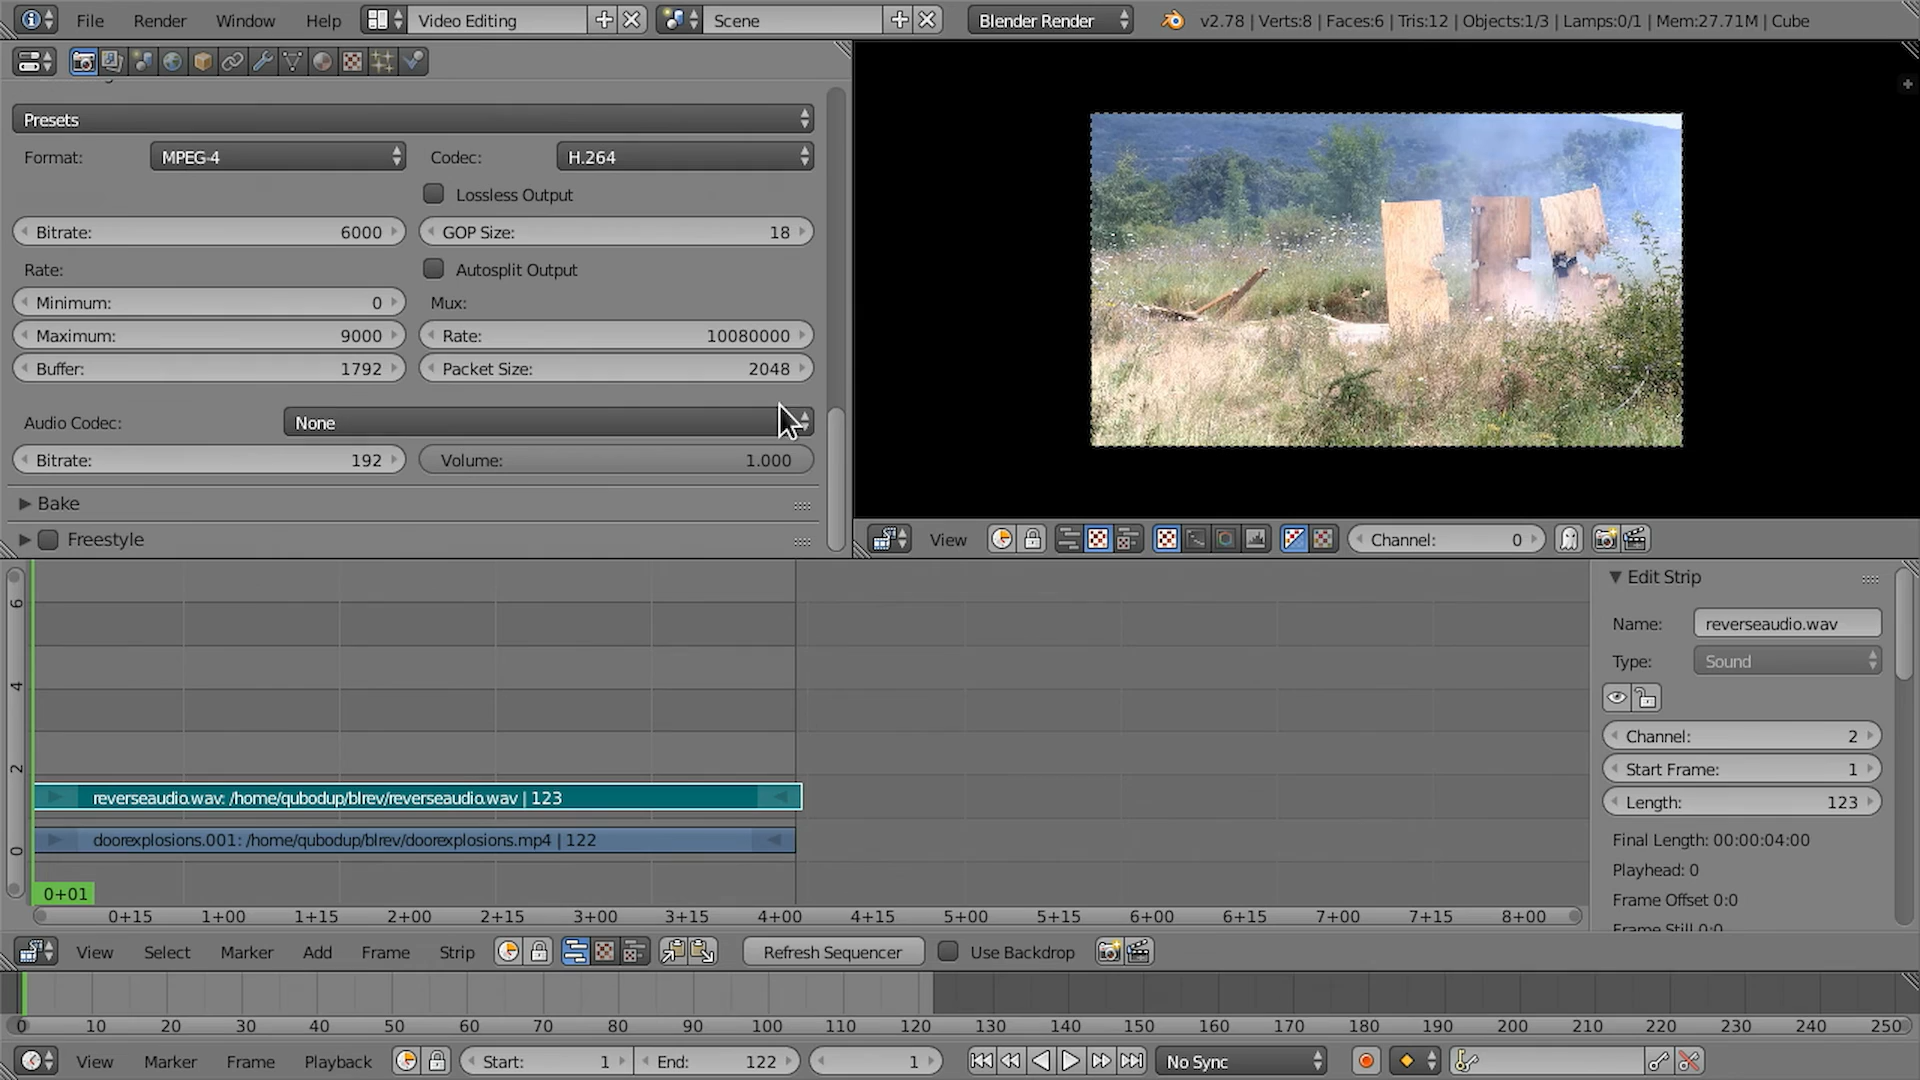 File Render Window Help Video Editing Scene Blender Render v2.78 | Verts:8 | Faces:6 | Tris:12 | Objects:1/3 | Lamps:0/1 | Mem:27.71M | Cube
Presets
Format: MPEG-4 Codec: H.264
Lossless Output
Bitrate: 6000 GOP Size: 18
Rate: Autosplit Output
Minimum: 0 Mux:
Maximum: 9000 Rate: 10080000
Buffer: 1792 Packet Size: 2048
Audio Codec: None
Bitrate: 192 Volume: 1.000
Bake
Freestyle
View Channel: 0
6
4
2
0
reverseaudio.wav: /home/qubodup/blrev/reverseaudio.wav | 123
doorexplosions.001: /home/qubodup/blrev/doorexplosions.mp4 | 122
0+01
0+15 1+00 1+15 2+00 2+15 3+00 3+15 4+00 4+15 5+00 5+15 6+00 6+15 7+00 7+15 8+00
Edit Strip
Name: reverseaudio.wav
Type: Sound
Channel: 2
Start Frame: 1
Length: 123
Final Length: 00:00:04:00
Playhead: 0
Frame Offset 0:0
Frame Still 0:0
View Select Marker Add Frame Strip Refresh Sequencer Use Backdrop
0 10 20 30 40 50 60 70 80 90 100 110 120 130 140 150 160 170 180 190 200 210 220 230 240 250
View Marker Frame Playback Start: 1 End: 122 1 No Sync